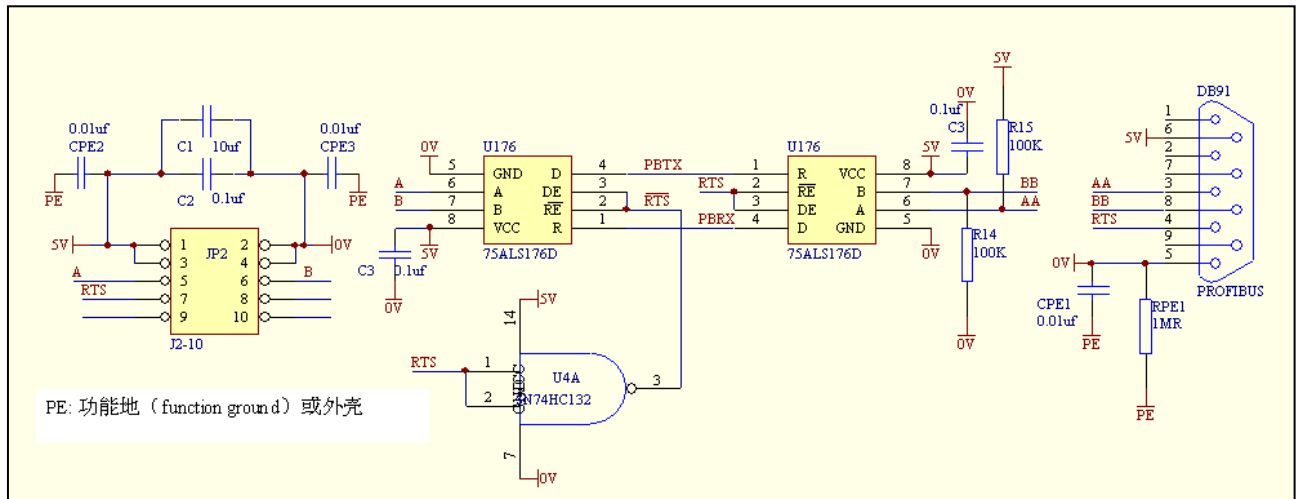 0.01uf
CPE2
PE
C1 10uf
C2 0.1uf
0.01uf
CPE3
PE
5V
0V
1 JP2 2
3 4
A 5 6 B
RTS 7 8
9 10
J2-10
U176
0V 5 GND D 4 PBTX
A 6 A DE 3
B 7 B RE 2 RTS
8 VCC R 1 PBRX
5V
75ALS176D
C3 0.1uf
0V
U176
1 R VCC 8 5V
RTS 2 RE B 7 BB
3 DE A 6 AA
4 D GND 5
0V
75ALS176D
0V
0.1uf
C3
5V
R15
100K
R14
100K
0V
5V
14
RTS 1
2
U4A
SN74HC132
3
7
0V
DB91
1
5V 6
2
7
AA 3
BB 8
RTS 4
9
0V 5
PROFIBUS
CPE1
0.01uf
PE
RPE1
1MR
PE
PE: 功能地（function ground）或外壳